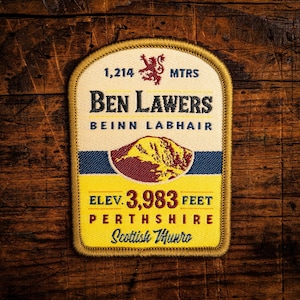 1,214 MTRS
BEN LAWERS
BEINN LABHAIR
ELEV. 3,983 FEET
PERTHSHIRE
Scottish Munro